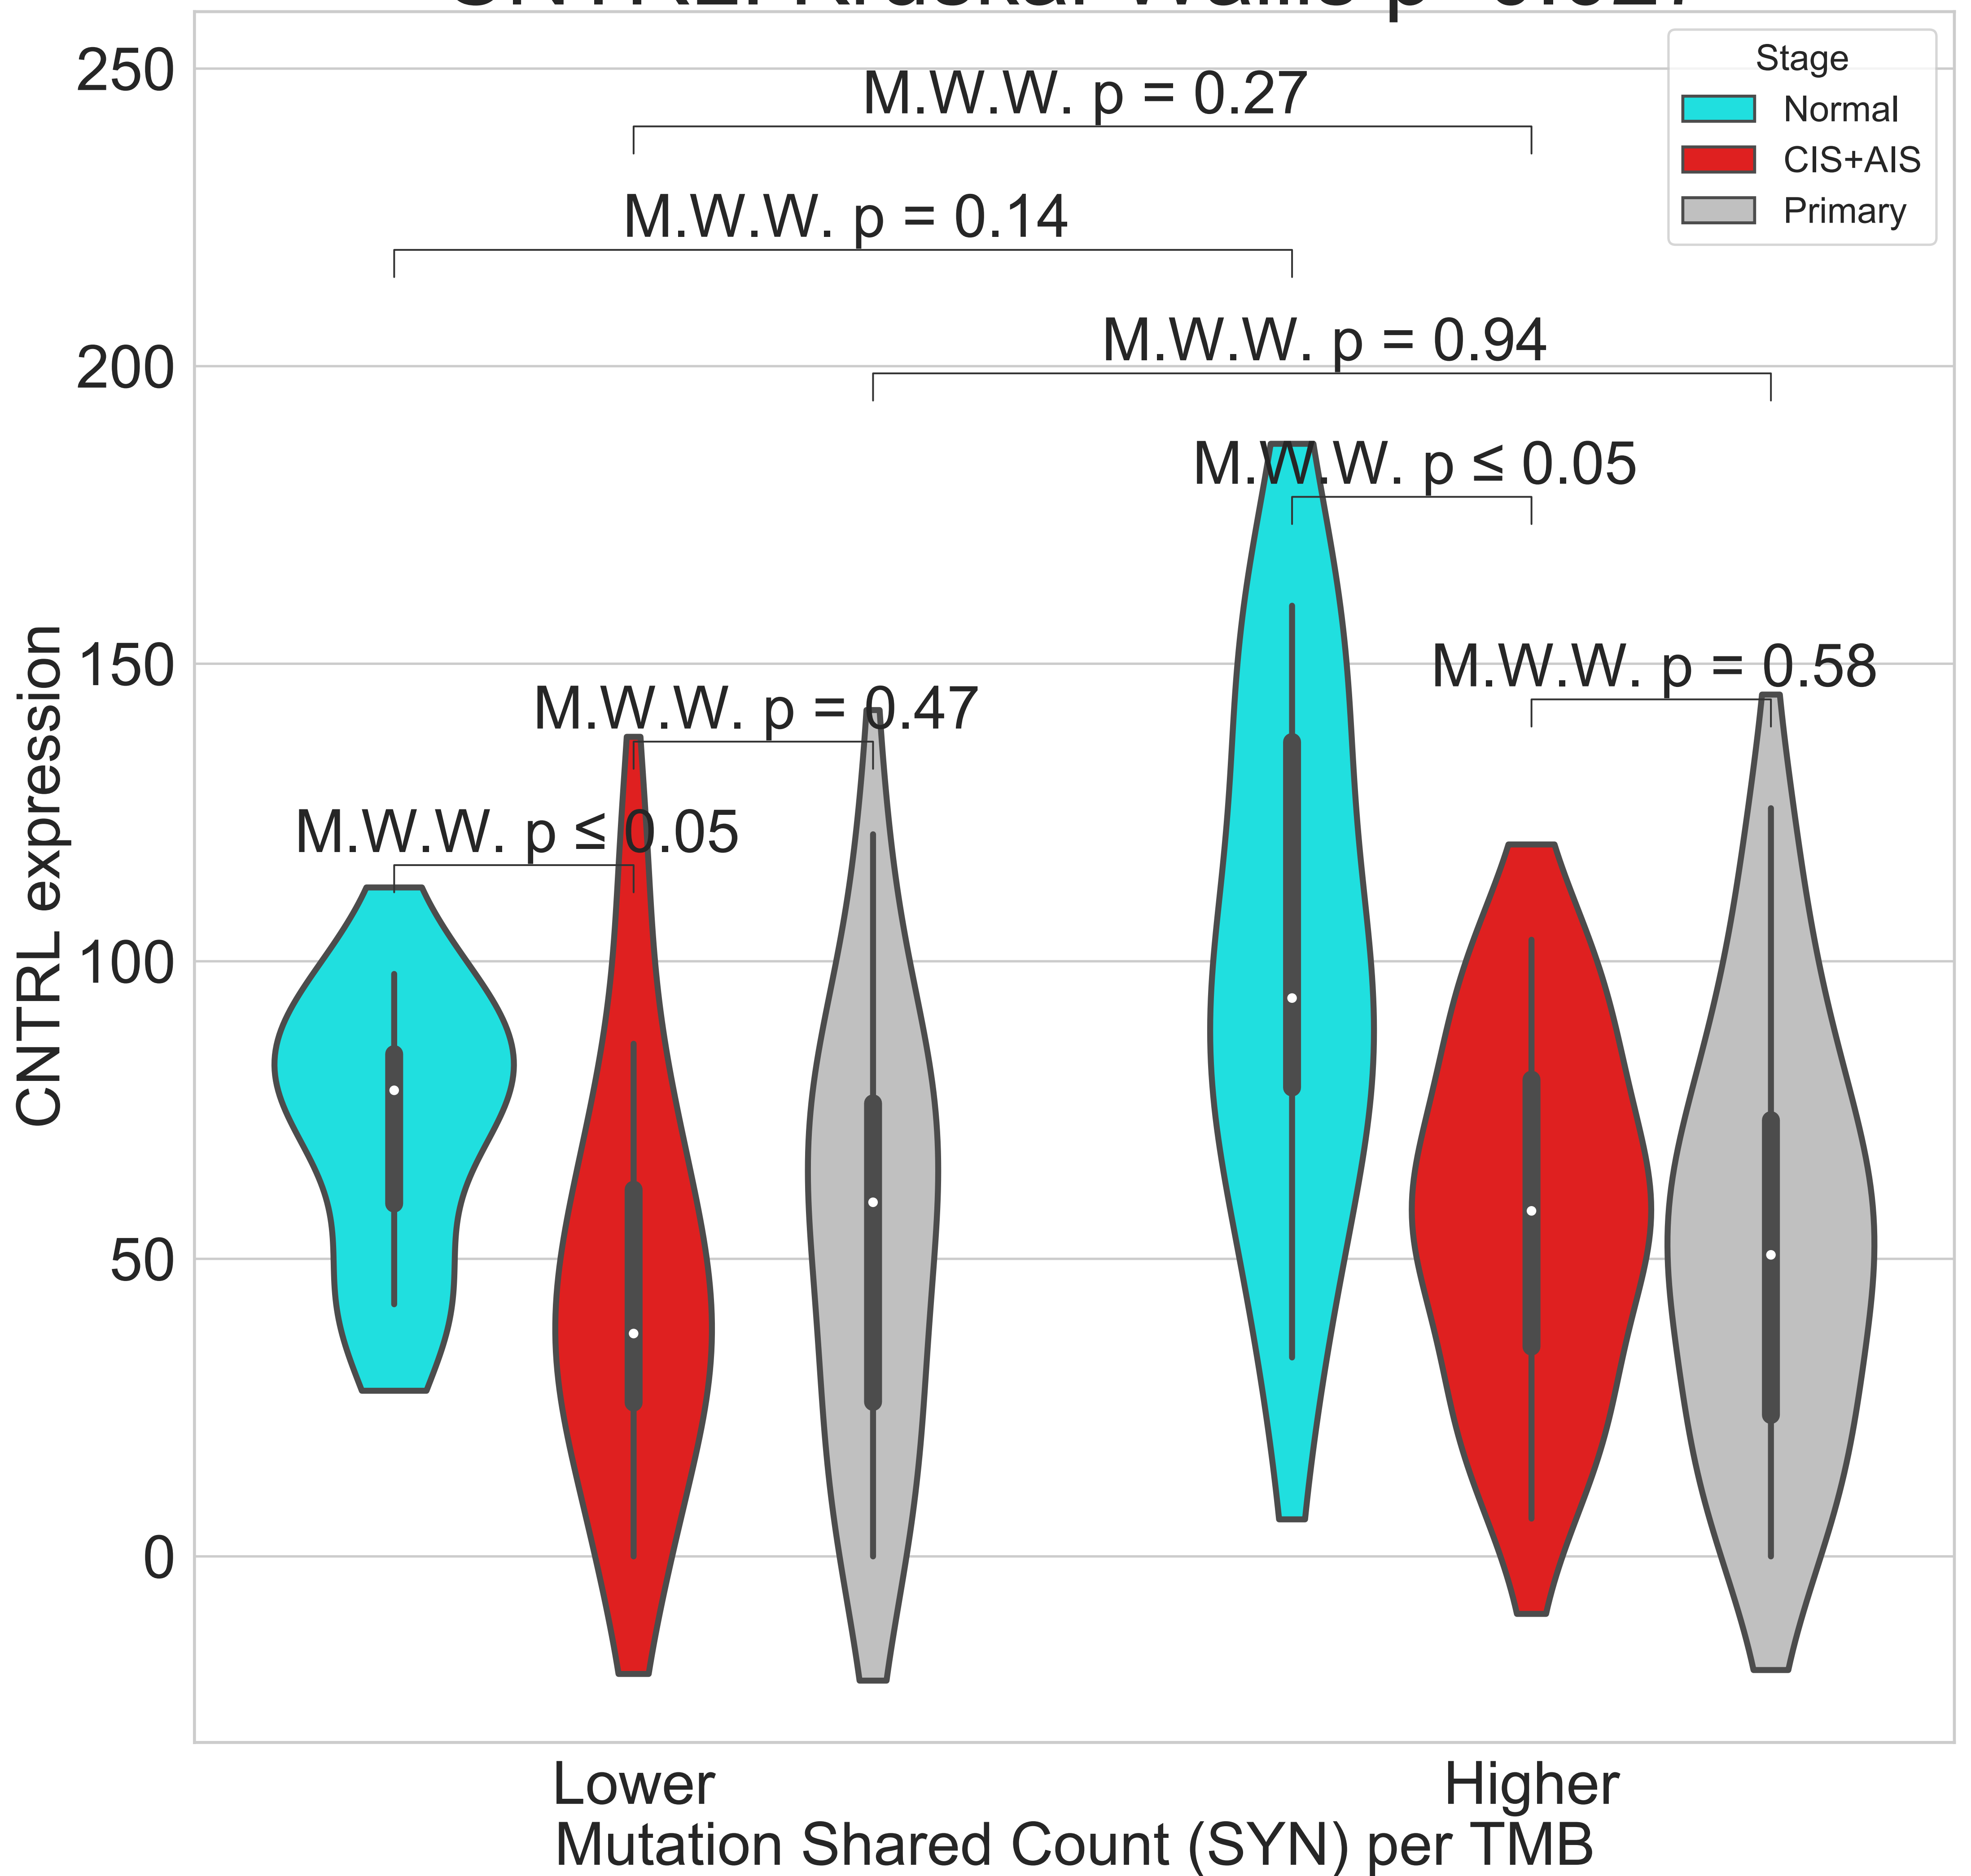 250
M.W.W. p = 0.27
Stage
Normal
CIS+AIS
Primary
M.W.W. p = 0.14
200
M.W.W. p = 0.94
M.W.W. p ≤ 0.05
150
M.W.W. p = 0.58
M.W.W. p = 0.47
M.W.W. p ≤ 0.05
100
50
0
CNTRL expression
Lower
Higher
Mutation Shared Count (SYN) per TMB